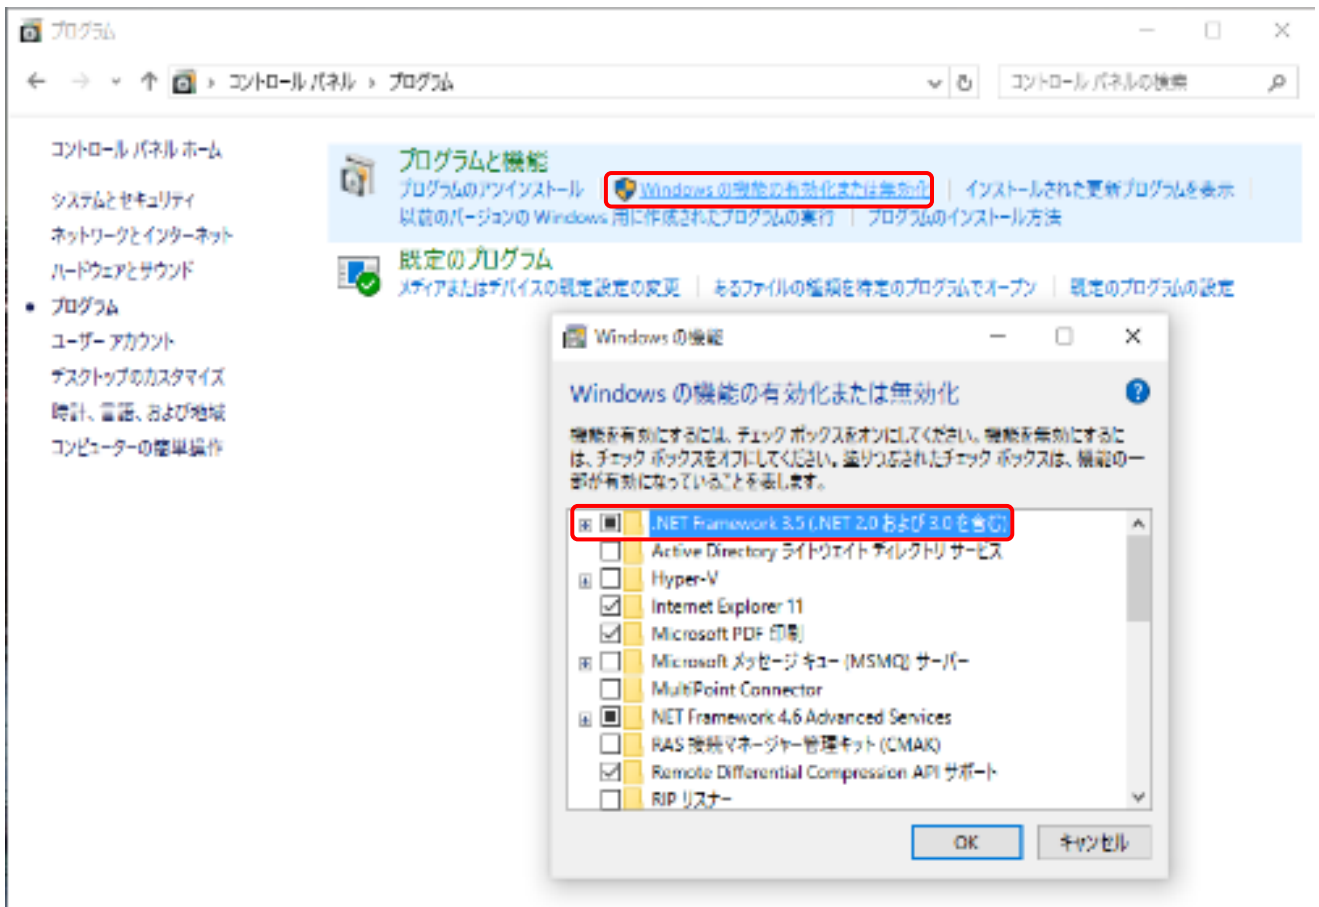 プログラム
コントロール パネル › プログラム
コントロール パネルの検索
コントロール パネル ホーム
システムとセキュリティ
ネットワークとインターネット
ハードウェアとサウンド
プログラム
ユーザー アカウント
デスクトップのカスタマイズ
時計、言語、および地域
コンピューターの簡単操作
プログラムと機能
プログラムのアンインストール | Windows の機能の有効化または無効化 | インストールされた更新プログラムを表示
以前のバージョンの Windows 用に作成されたプログラムの実行 | プログラムのインストール方法
既定のプログラム
メディアまたはデバイスの既定設定の変更 | あるファイルの種類を特定のプログラムでオープン | 既定のプログラムの設定
Windows の機能
Windows の機能の有効化または無効化
機能を有効にするには、チェック ボックスをオンにしてください。機能を無効にするに
は、チェック ボックスをオフにしてください。塗りつぶされたチェック ボックスは、機能の一
部が有効になっていることを表します。
.NET Framework 3.5 (.NET 2.0 および 3.0 を含む)
Active Directory ライトウェイト ディレクトリ サービス
Hyper-V
Internet Explorer 11
Microsoft PDF 印刷
Microsoft メッセージ キュー (MSMQ) サーバー
MultiPoint Connector
.NET Framework 4.6 Advanced Services
RAS 接続マネージャー管理キット (CMAK)
Remote Differential Compression API サポート
RIP リスナー
OK
キャンセル